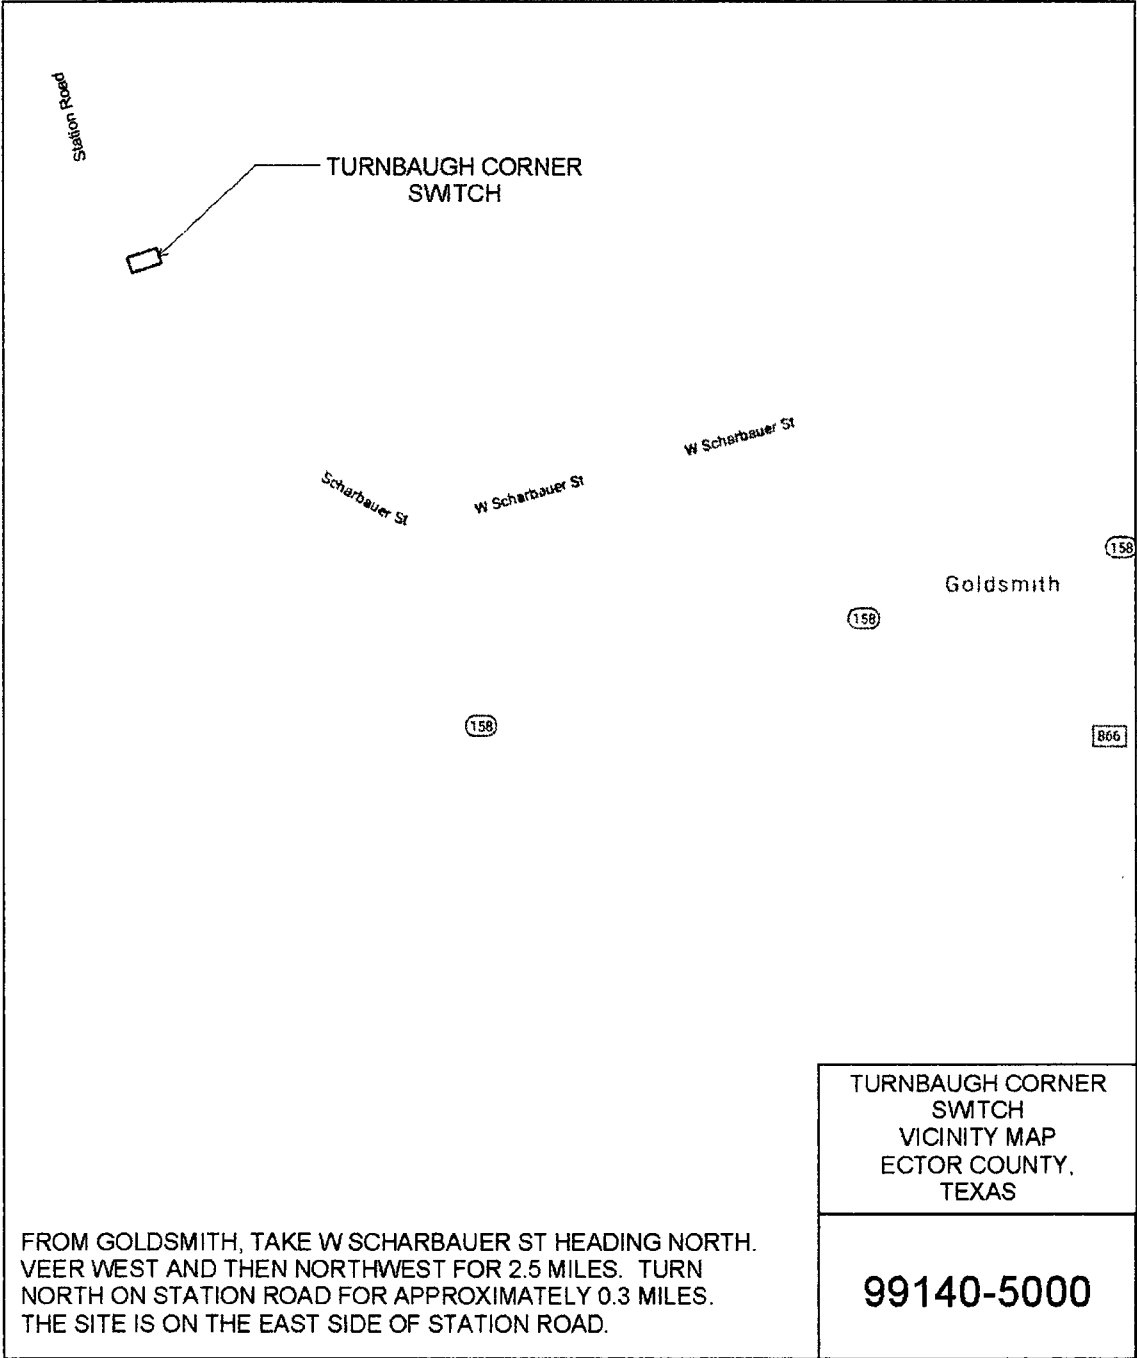 Station Road
TURNBAUGH CORNER
SWITCH
W Scharbauer St
Scharbauer St
W Scharbauer St
158
Goldsmith
158
158
866
TURNBAUGH CORNER
SWITCH
VICINITY MAP
ECTOR COUNTY,
TEXAS
FROM GOLDSMITH, TAKE W SCHARBAUER ST HEADING NORTH.
VEER WEST AND THEN NORTHWEST FOR 2.5 MILES. TURN
NORTH ON STATION ROAD FOR APPROXIMATELY 0.3 MILES.
THE SITE IS ON THE EAST SIDE OF STATION ROAD.
99140-5000